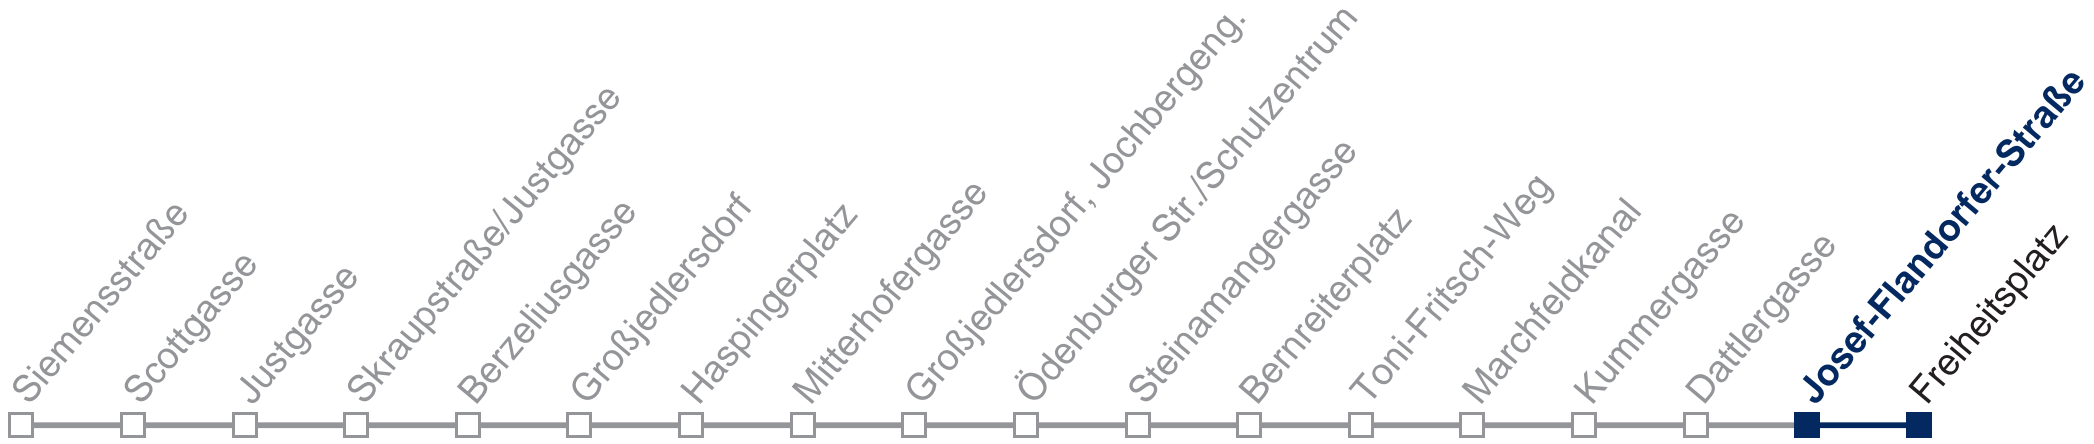 Siemensstraße
Scottgasse
Justgasse
Skraupstraße/Justgasse
Berzeliusgasse
Großjedlersdorf
Haspingerplatz
Mitterhofergasse
Großjedlersdorf, Jochbergeng.
Ödenburger Str./Schulzentrum
Steinamangergasse
Bernreiterplatz
Toni-Fritsch-Weg
Marchfeldkanal
Kummergasse
Dattlergasse
Josef-Flandorfer-Straße
Freiheitsplatz